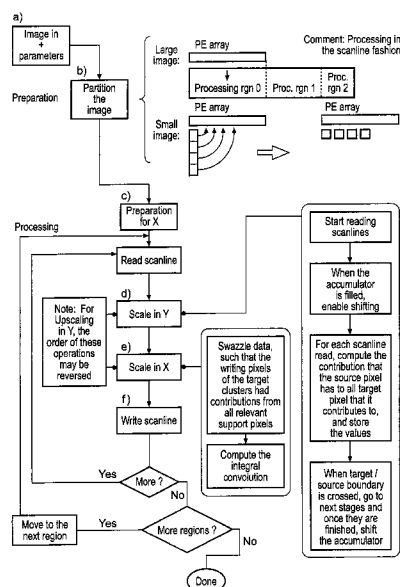 a)
Image in
+
parameters
b)
Partition
the
image
Preparation
Large
image:
PE array
Comment: Processing in
the scanline fashion
Processing rgn 0
Proc. rgn 1
Proc.
rgn 2
Small
image:
PE array
PE array
c)
Preparation
for X
Processing
Read scanline
d)
Scale in Y
Note: For
Upscaling
in Y, the
order of these
operations
may be
reversed
e)
Scale in X
f)
Write scanline
Swazzle data,
such that the
writing pixels
of the target
clusters had
contributions from
all relevant
support pixels
Compute the
integral
convolution
Start reading
scanlines
When the
accumulator
is filled,
enable shifting
For each scanline
read, compute the
contribution that
the source pixel
has to all target
pixel that it
contributes to,
and store
the values
When target /
source boundary
is crossed, go to
next stages and
once they are
finished, shift
the accumulator
Yes
More ?
No
Move to the
next region
Yes
More regions ?
No
Done